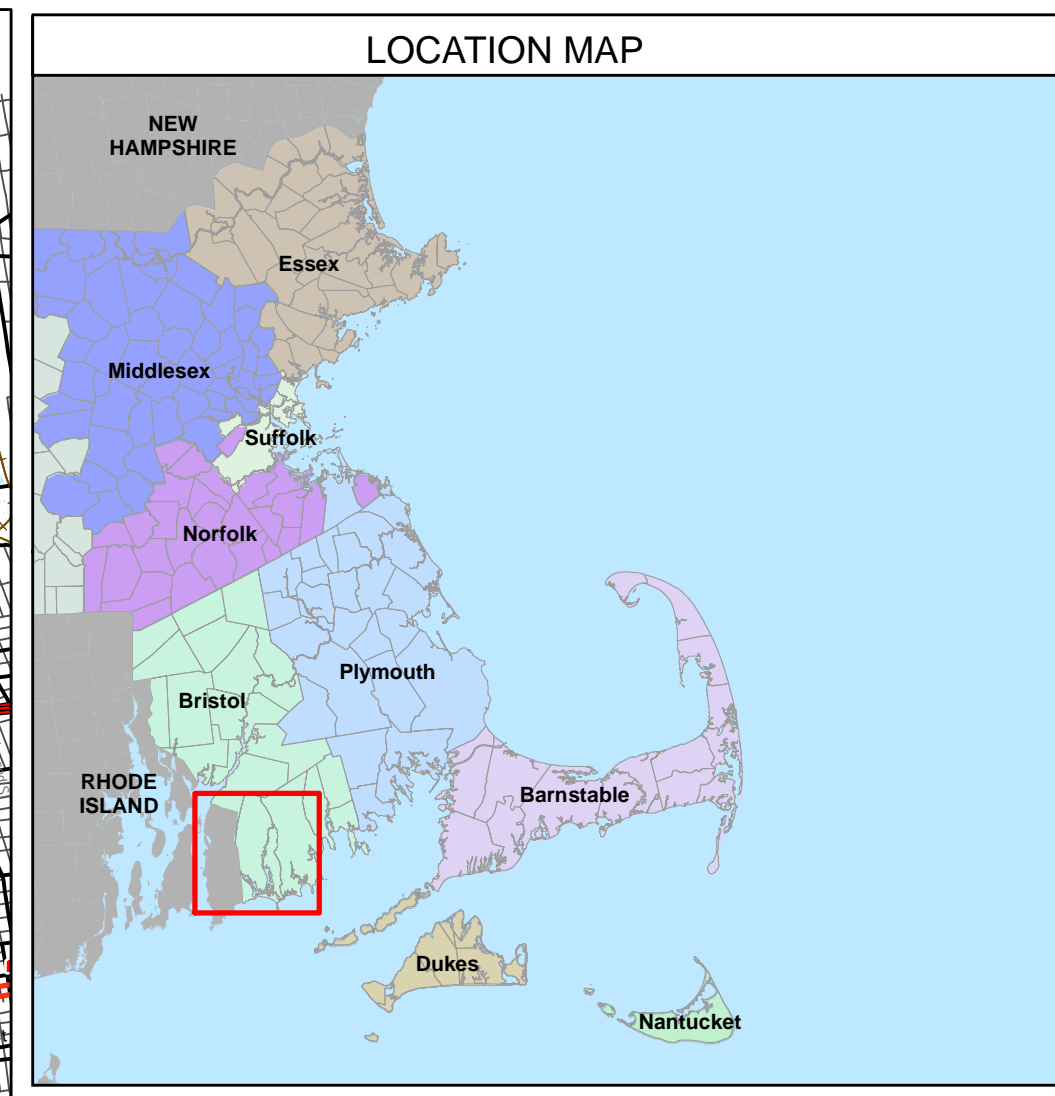 LOCATION MAP
NEW
HAMPSHIRE
Essex
Middlesex
Suffolk
Norfolk
Plymouth
Bristol
RHODE
ISLAND
Barnstable
Dukes
Nantucket